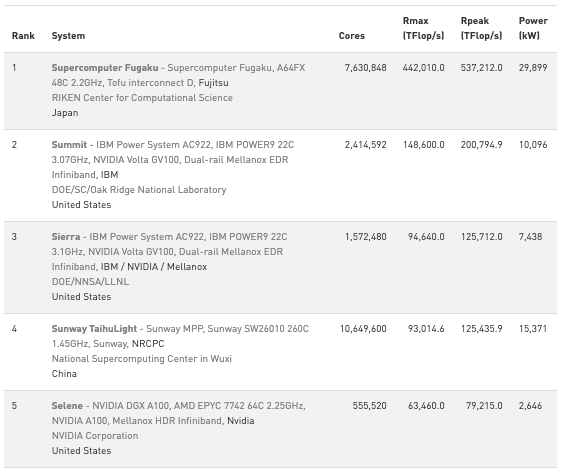 Rank System Cores Rmax (TFlop/s) Rpeak (TFlop/s) Power (kW)
1 Supercomputer Fugaku - Supercomputer Fugaku, A64FX 7,630,848 442,010.0 537,212.0 29,899
48C 2.2GHz, Tofu interconnect D, Fujitsu
RIKEN Center for Computational Science
Japan
2 Summit - IBM Power System AC922, IBM POWER9 22C 2,414,592 148,600.0 200,794.9 10,096
3.07GHz, NVIDIA Volta GV100, Dual-rail Mellanox EDR
Infiniband, IBM
DOE/SC/Oak Ridge National Laboratory
United States
3 Sierra - IBM Power System AC922, IBM POWER9 22C 1,572,480 94,640.0 125,712.0 7,438
3.1GHz, NVIDIA Volta GV100, Dual-rail Mellanox EDR
Infiniband, IBM / NVIDIA / Mellanox
DOE/NNSA/LLNL
United States
4 Sunway TaihuLight - Sunway MPP, Sunway SW26010 260C 10,649,600 93,014.6 125,435.9 15,371
1.45GHz, Sunway, NRCPC
National Supercomputing Center in Wuxi
China
5 Selene - NVIDIA DGX A100, AMD EPYC 7742 64C 2.25GHz, 555,520 63,460.0 79,215.0 2,646
NVIDIA A100, Mellanox HDR Infiniband, Nvidia
NVIDIA Corporation
United States